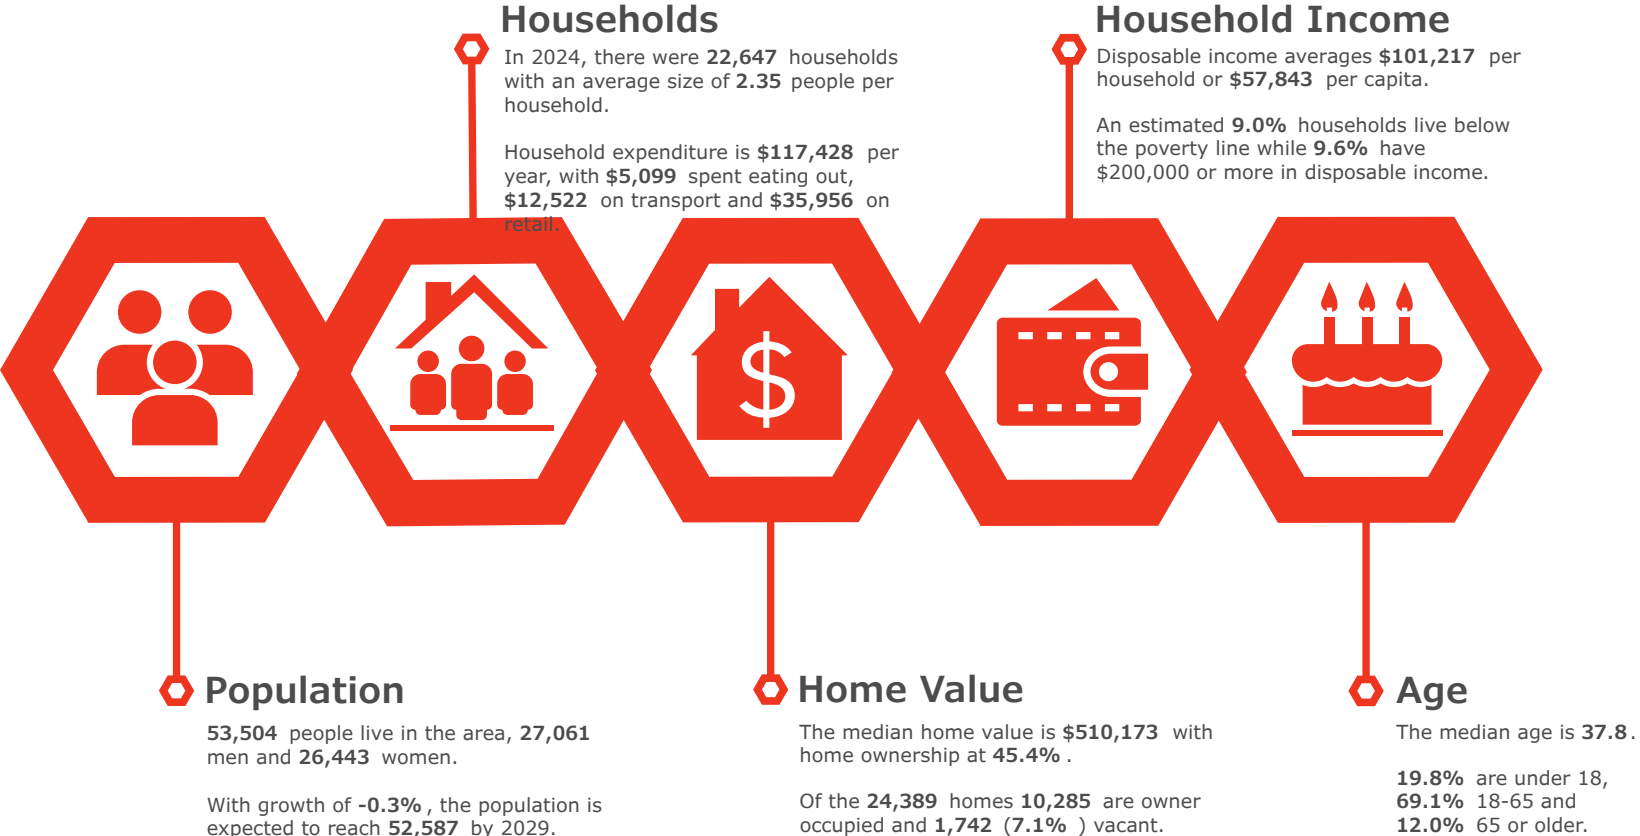 Households
In 2024, there were 22,647 households
with an average size of 2.35 people per
household.
Household expenditure is $117,428 per
year, with $5,099 spent eating out,
$12,522 on transport and $35,956 on
retail.
Household Income
Disposable income averages $101,217 per
household or $57,843 per capita.
An estimated 9.0% households live below
the poverty line while 9.6% have
$200,000 or more in disposable income.
$
Population
53,504 people live in the area, 27,061
men and 26,443 women.
With growth of -0.3% , the population is
expected to reach 52,587 by 2029.
Home Value
The median home value is $510,173 with
home ownership at 45.4% .
Of the 24,389 homes 10,285 are owner
occupied and 1,742 (7.1% ) vacant.
Age
The median age is 37.8.
19.8% are under 18,
69.1% 18-65 and
12.0% 65 or older.